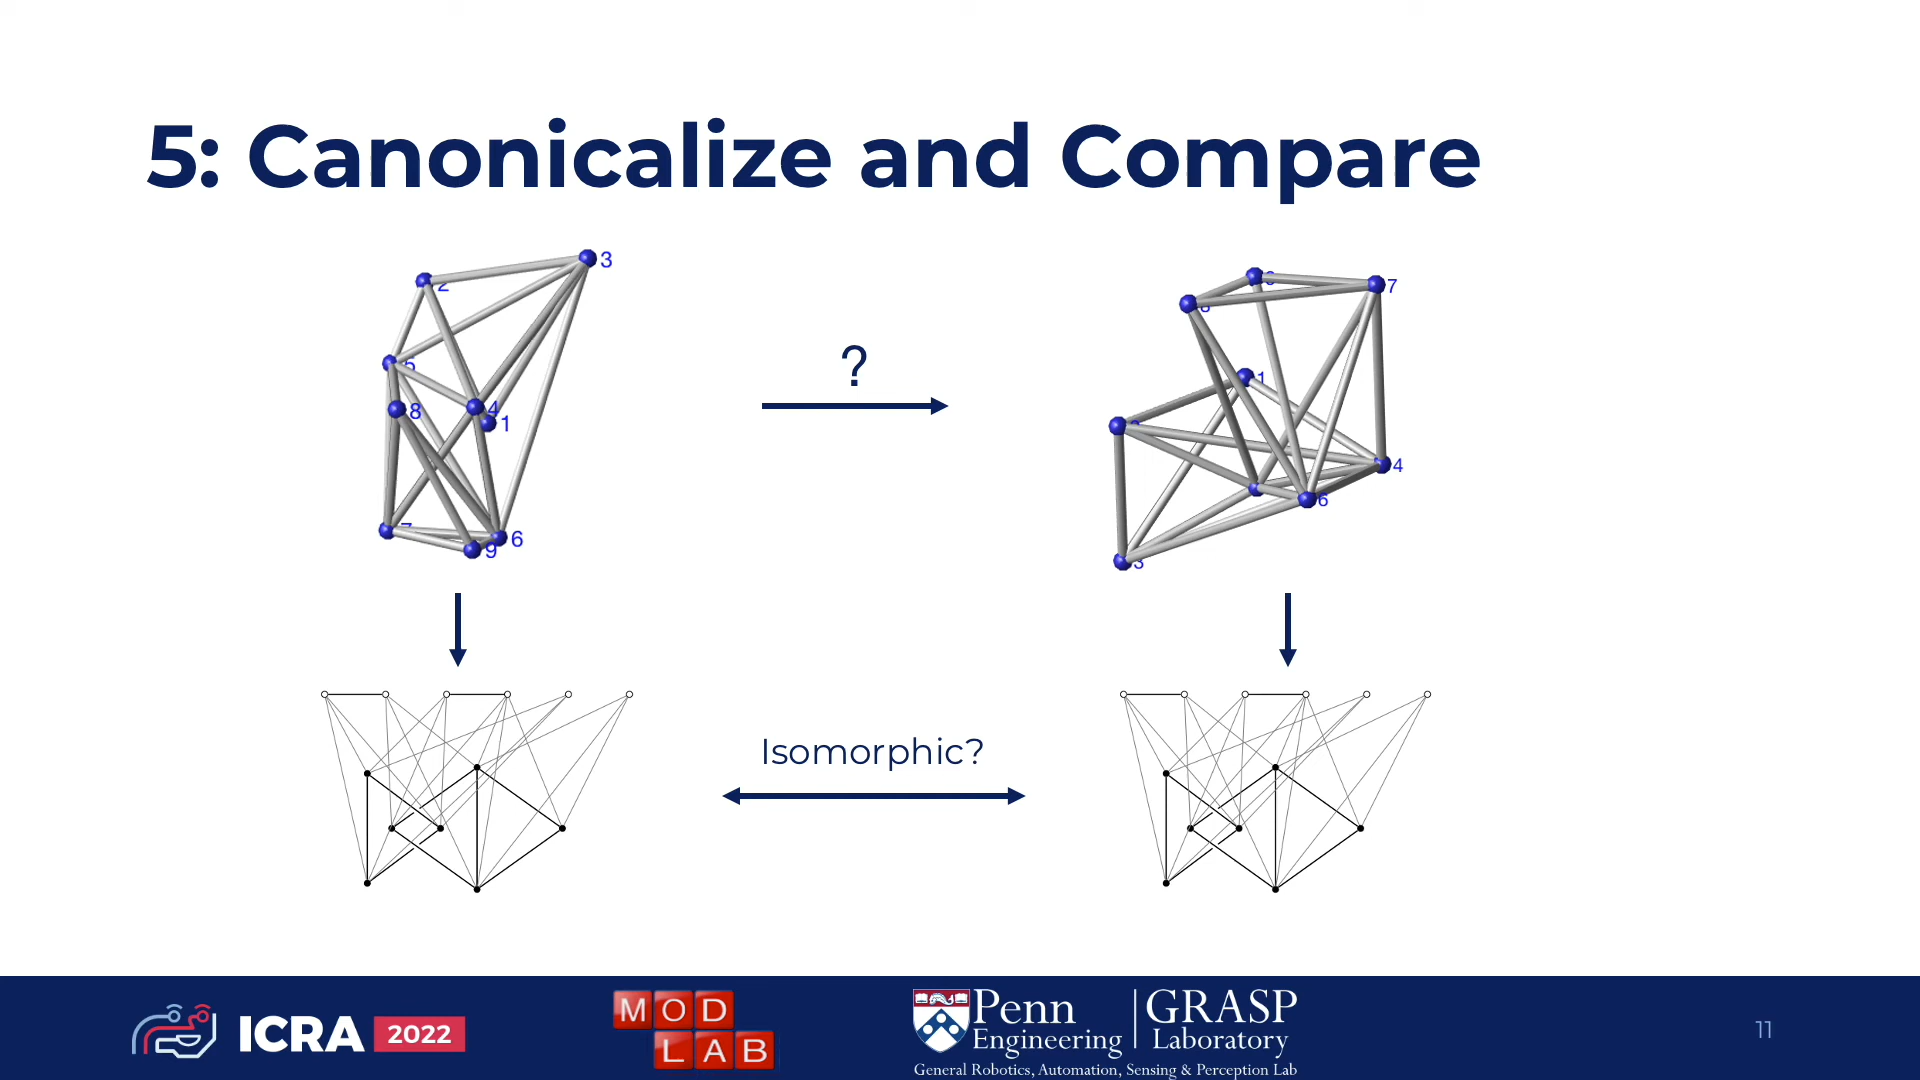 5: Canonicalize and Compare
3
2
5
8
4
1
7
6
9
?
7
1
4
6
3
Isomorphic?
ICRA 2022
MOD
LAB
Penn
Engineering
GRASP
Laboratory
General Robotics, Automation, Sensing & Perception Lab
11